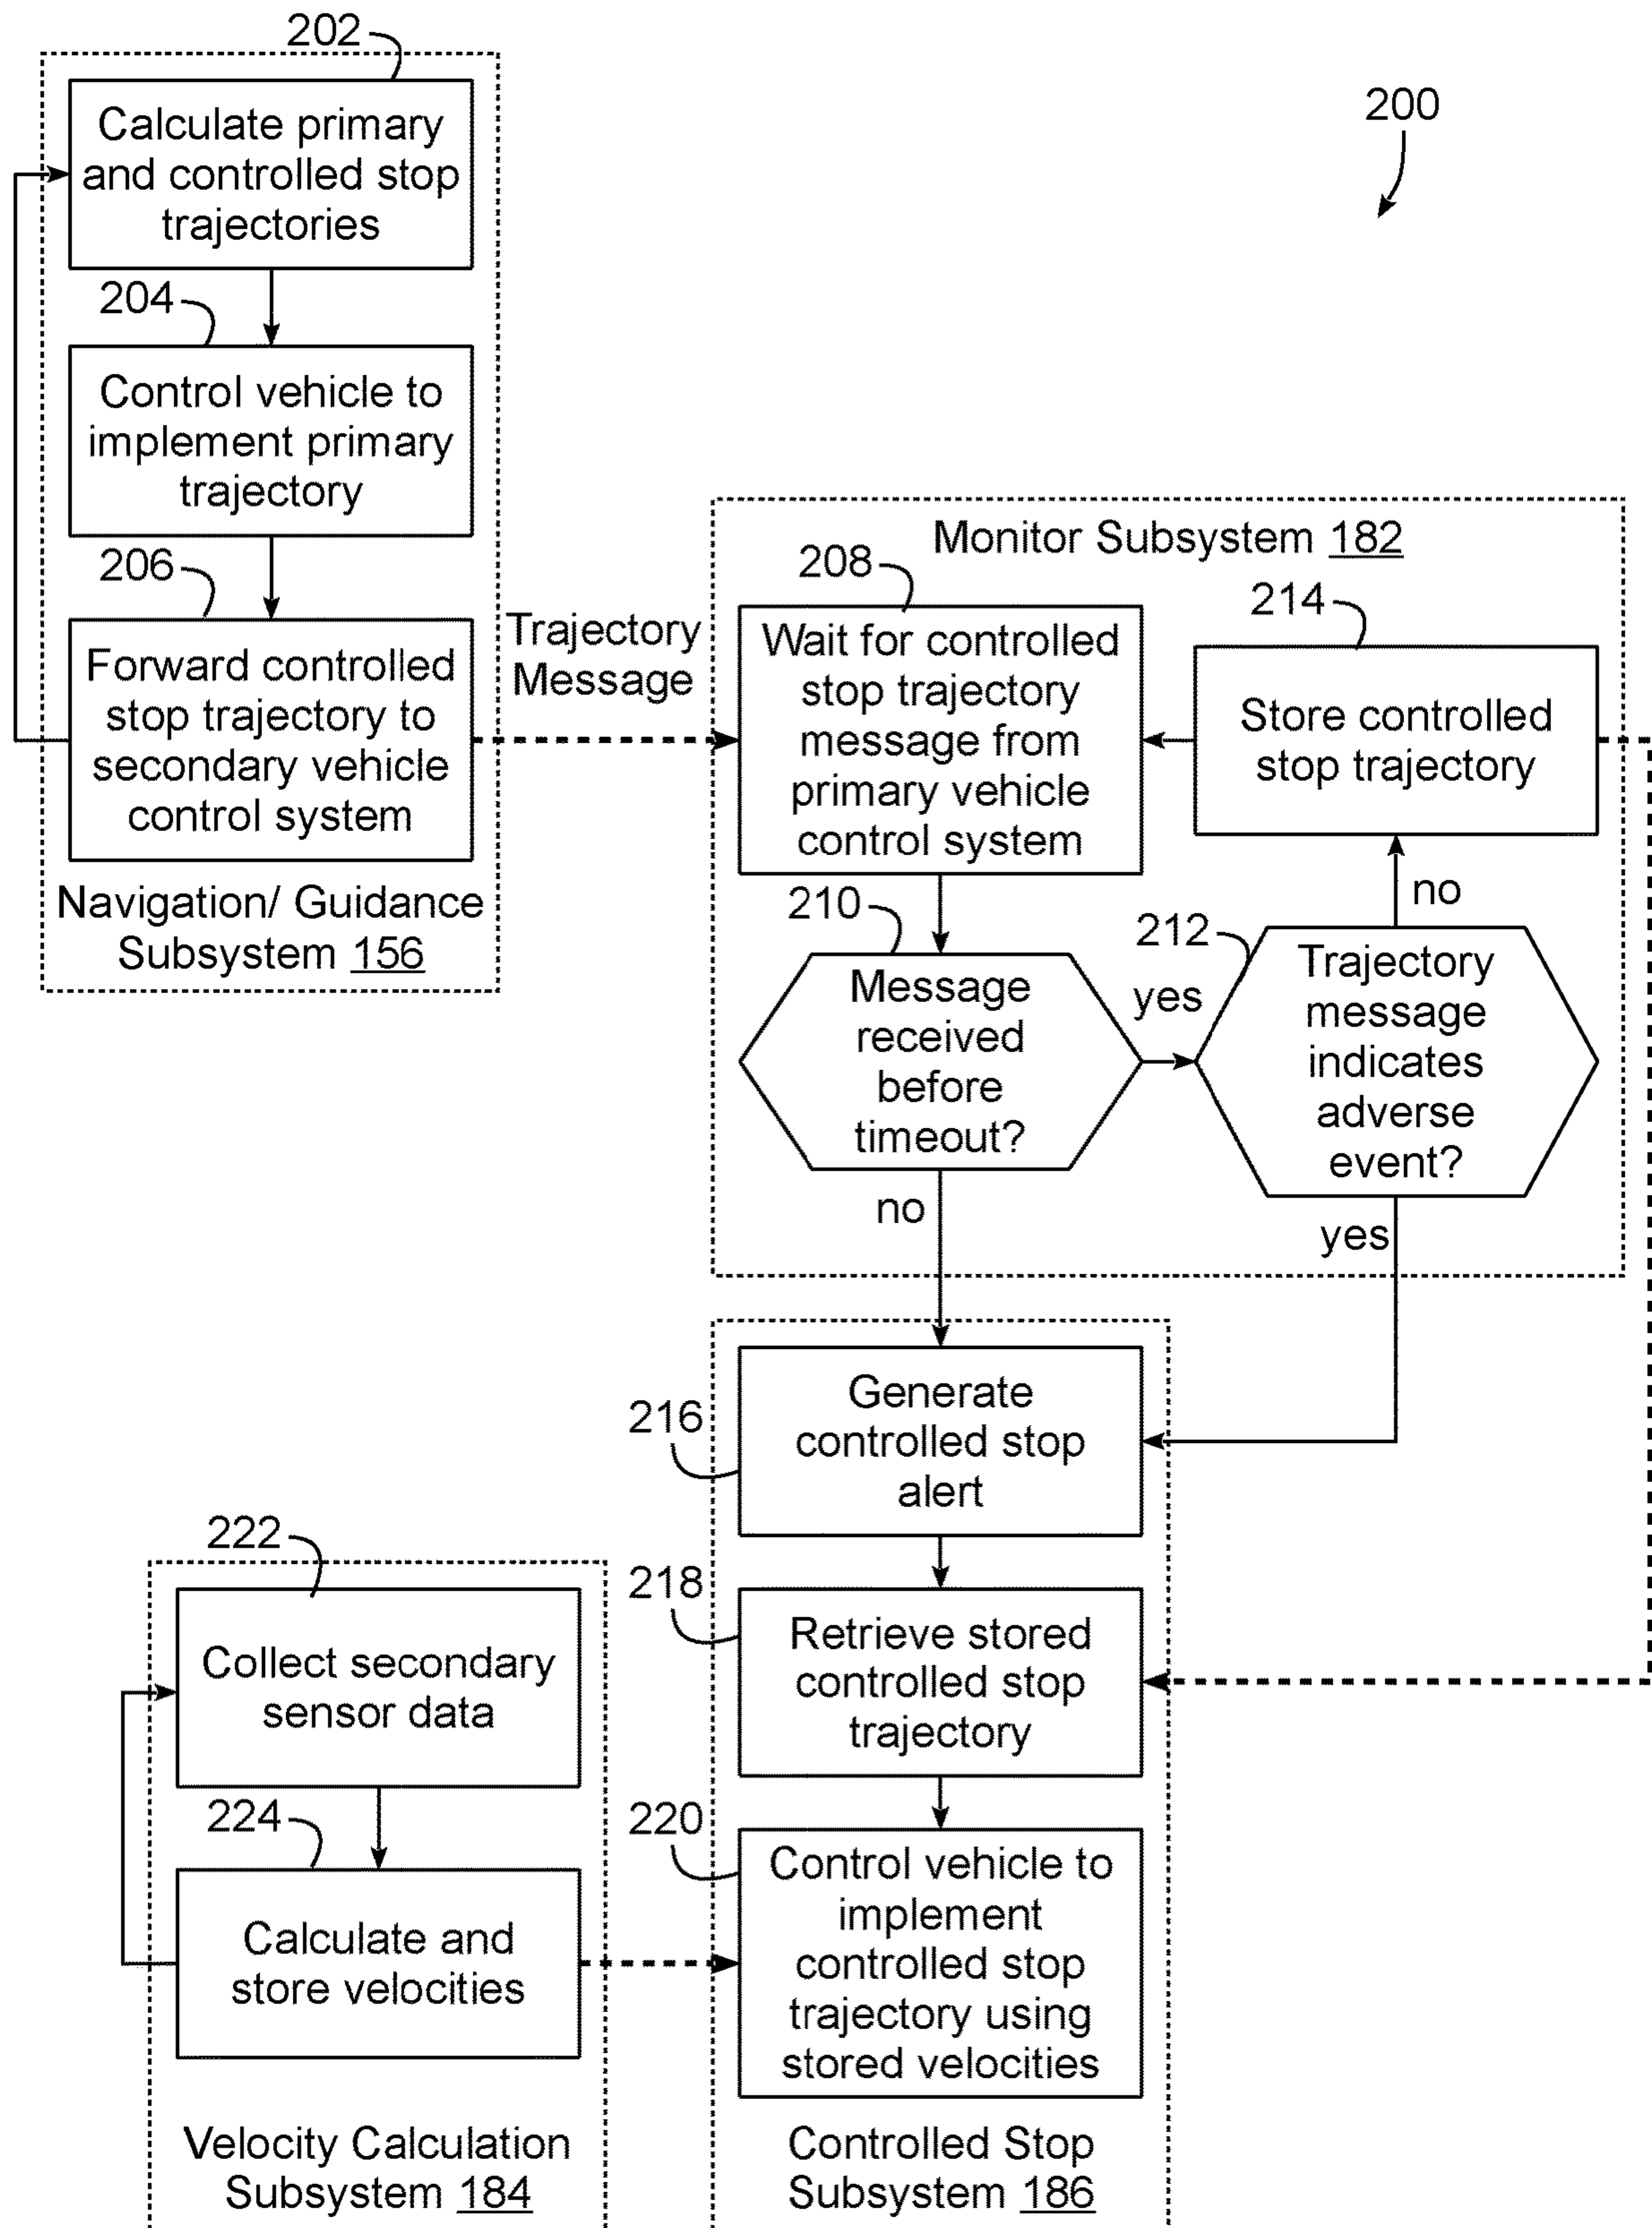 202
Calculate primary
and controlled stop
trajectories
200
204
Control vehicle to
implement primary
trajectory
206
Forward controlled
stop trajectory to
secondary vehicle
control system
Navigation/ Guidance
Subsystem 156
Trajectory
Message
Monitor Subsystem 182
208
Wait for controlled
stop trajectory
message from
primary vehicle
control system
214
Store controlled
stop trajectory
no
210
Message
received
before
timeout?
yes
212
Trajectory
message
indicates
adverse
event?
no
yes
216
Generate
controlled stop
alert
218
Retrieve stored
controlled stop
trajectory
220
Control vehicle to
implement
controlled stop
trajectory using
stored velocities
Controlled Stop
Subsystem 186
222
Collect secondary
sensor data
224
Calculate and
store velocities
Velocity Calculation
Subsystem 184